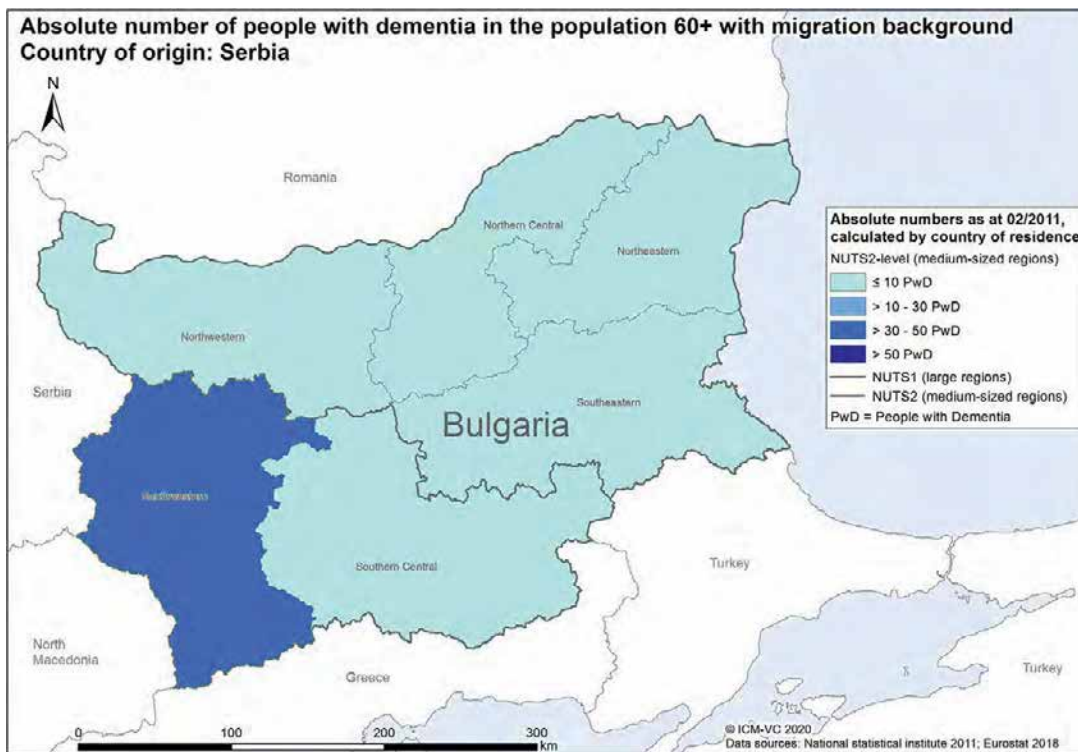 Absolute number of people with dementia in the population 60+ with migration background
Country of origin: Serbia
N
Romania
Northern Central
Northeastern
Northwestern
Serbia
Southeastern
Bulgaria
Southern Central
Turkey
North
Macedonia
Greece
Turkey
Absolute numbers as at 02/2011,
calculated by country of residence
NUTS2-level (medium-sized regions)
≤ 10 PwD
> 10 - 30 PwD
> 30 - 50 PwD
> 50 PwD
NUTS1 (large regions)
NUTS2 (medium-sized regions)
PwD = People with Dementia
0 100 200 300
km
© ICM-VC 2020
Data sources: National statistical institute 2011; Eurostat 2018